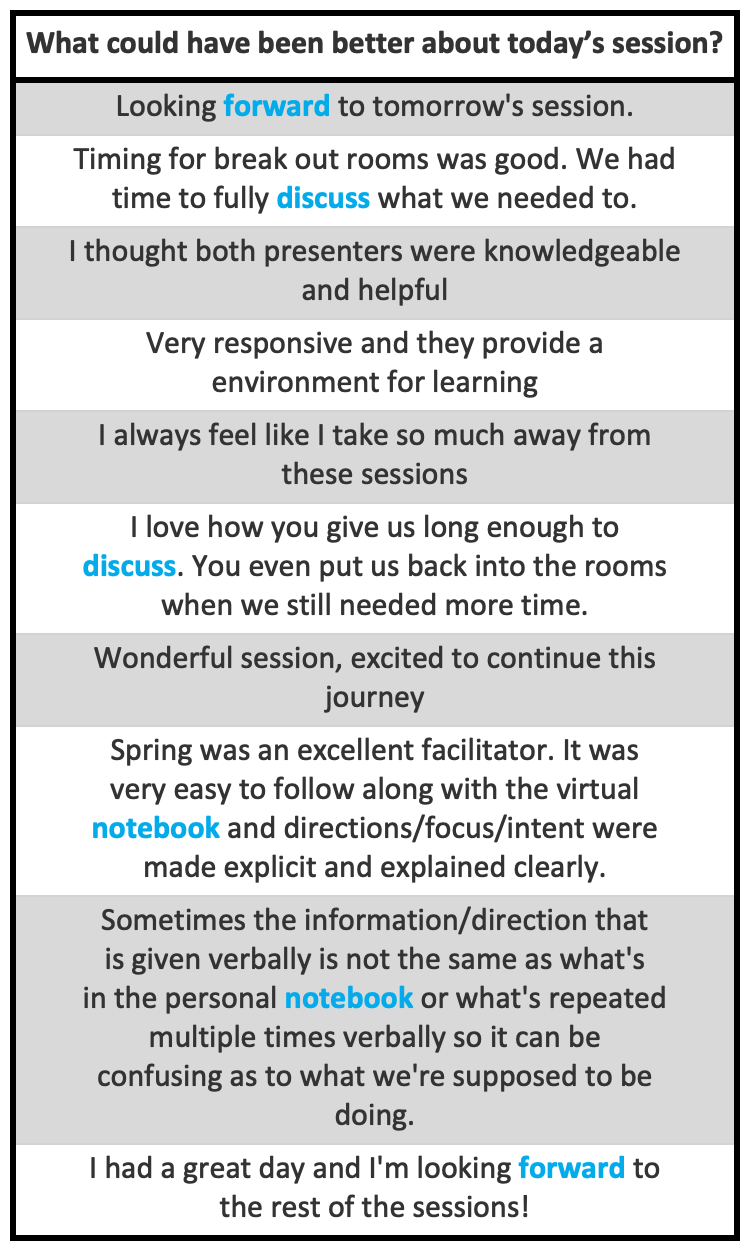 What could have been better about today’s session?
Looking forward to tomorrow's session.
Timing for break out rooms was good. We had
time to fully discuss what we needed to.
I thought both presenters were knowledgeable
and helpful
Very responsive and they provide a
environment for learning
I always feel like I take so much away from
these sessions
I love how you give us long enough to
discuss. You even put us back into the rooms
when we still needed more time.
Wonderful session, excited to continue this
journey
Spring was an excellent facilitator. It was
very easy to follow along with the virtual
notebook and directions/focus/intent were
made explicit and explained clearly.
Sometimes the information/direction that
is given verbally is not the same as what's
in the personal notebook or what's repeated
multiple times verbally so it can be
confusing as to what we're supposed to be
doing.
I had a great day and I'm looking forward to
the rest of the sessions!